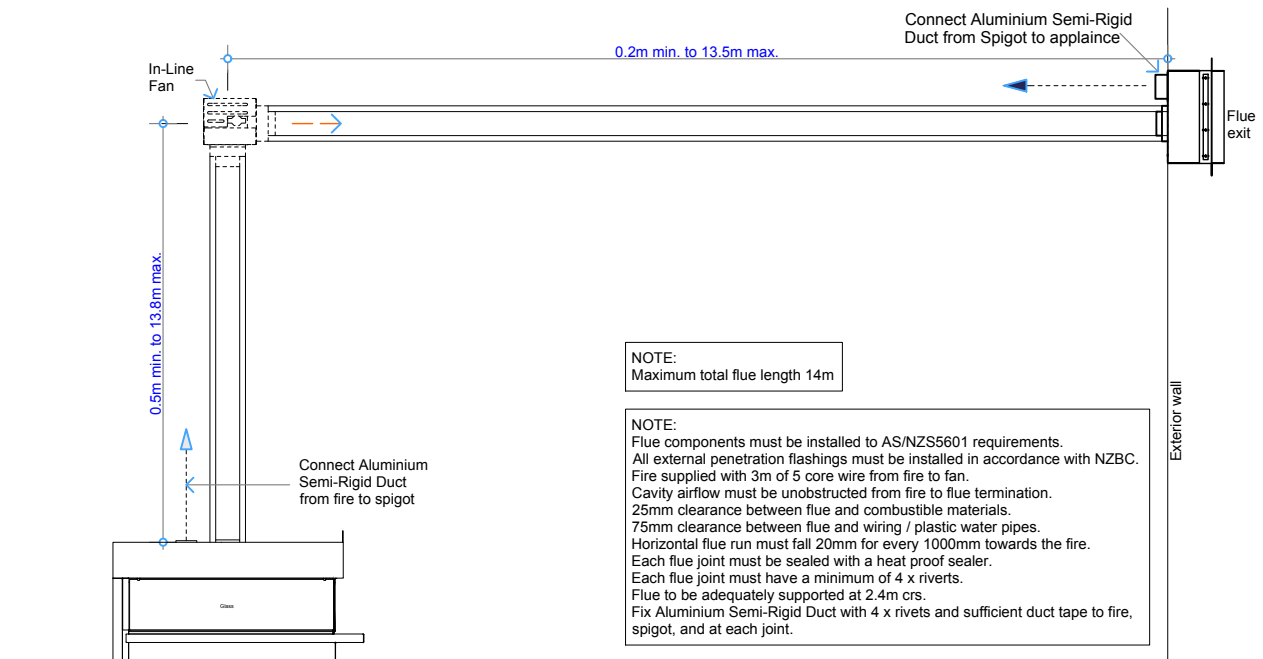 Connect Aluminium Semi-Rigid
Duct from Spigot to applaince
0.2m min. to 13.5m max.
In-Line
Fan
Flue
exit
0.5m min. to 13.8m max.
NOTE:
Maximum total flue length 14m
Exterior wall
NOTE:
Flue components must be installed to AS/NZS5601 requirements.
All external penetration flashings must be installed in accordance with NZBC.
Fire supplied with 3m of 5 core wire from fire to fan.
Cavity airflow must be unobstructed from fire to flue termination.
25mm clearance between flue and combustible materials.
75mm clearance between flue and wiring / plastic water pipes.
Horizontal flue run must fall 20mm for every 1000mm towards the fire.
Each flue joint must be sealed with a heat proof sealer.
Each flue joint must have a minimum of 4 x riverts.
Flue to be adequately supported at 2.4m crs.
Fix Aluminium Semi-Rigid Duct with 4 x rivets and sufficient duct tape to fire,
spigot, and at each joint.
Connect Aluminium
Semi-Rigid Duct
from fire to spigot
Glass